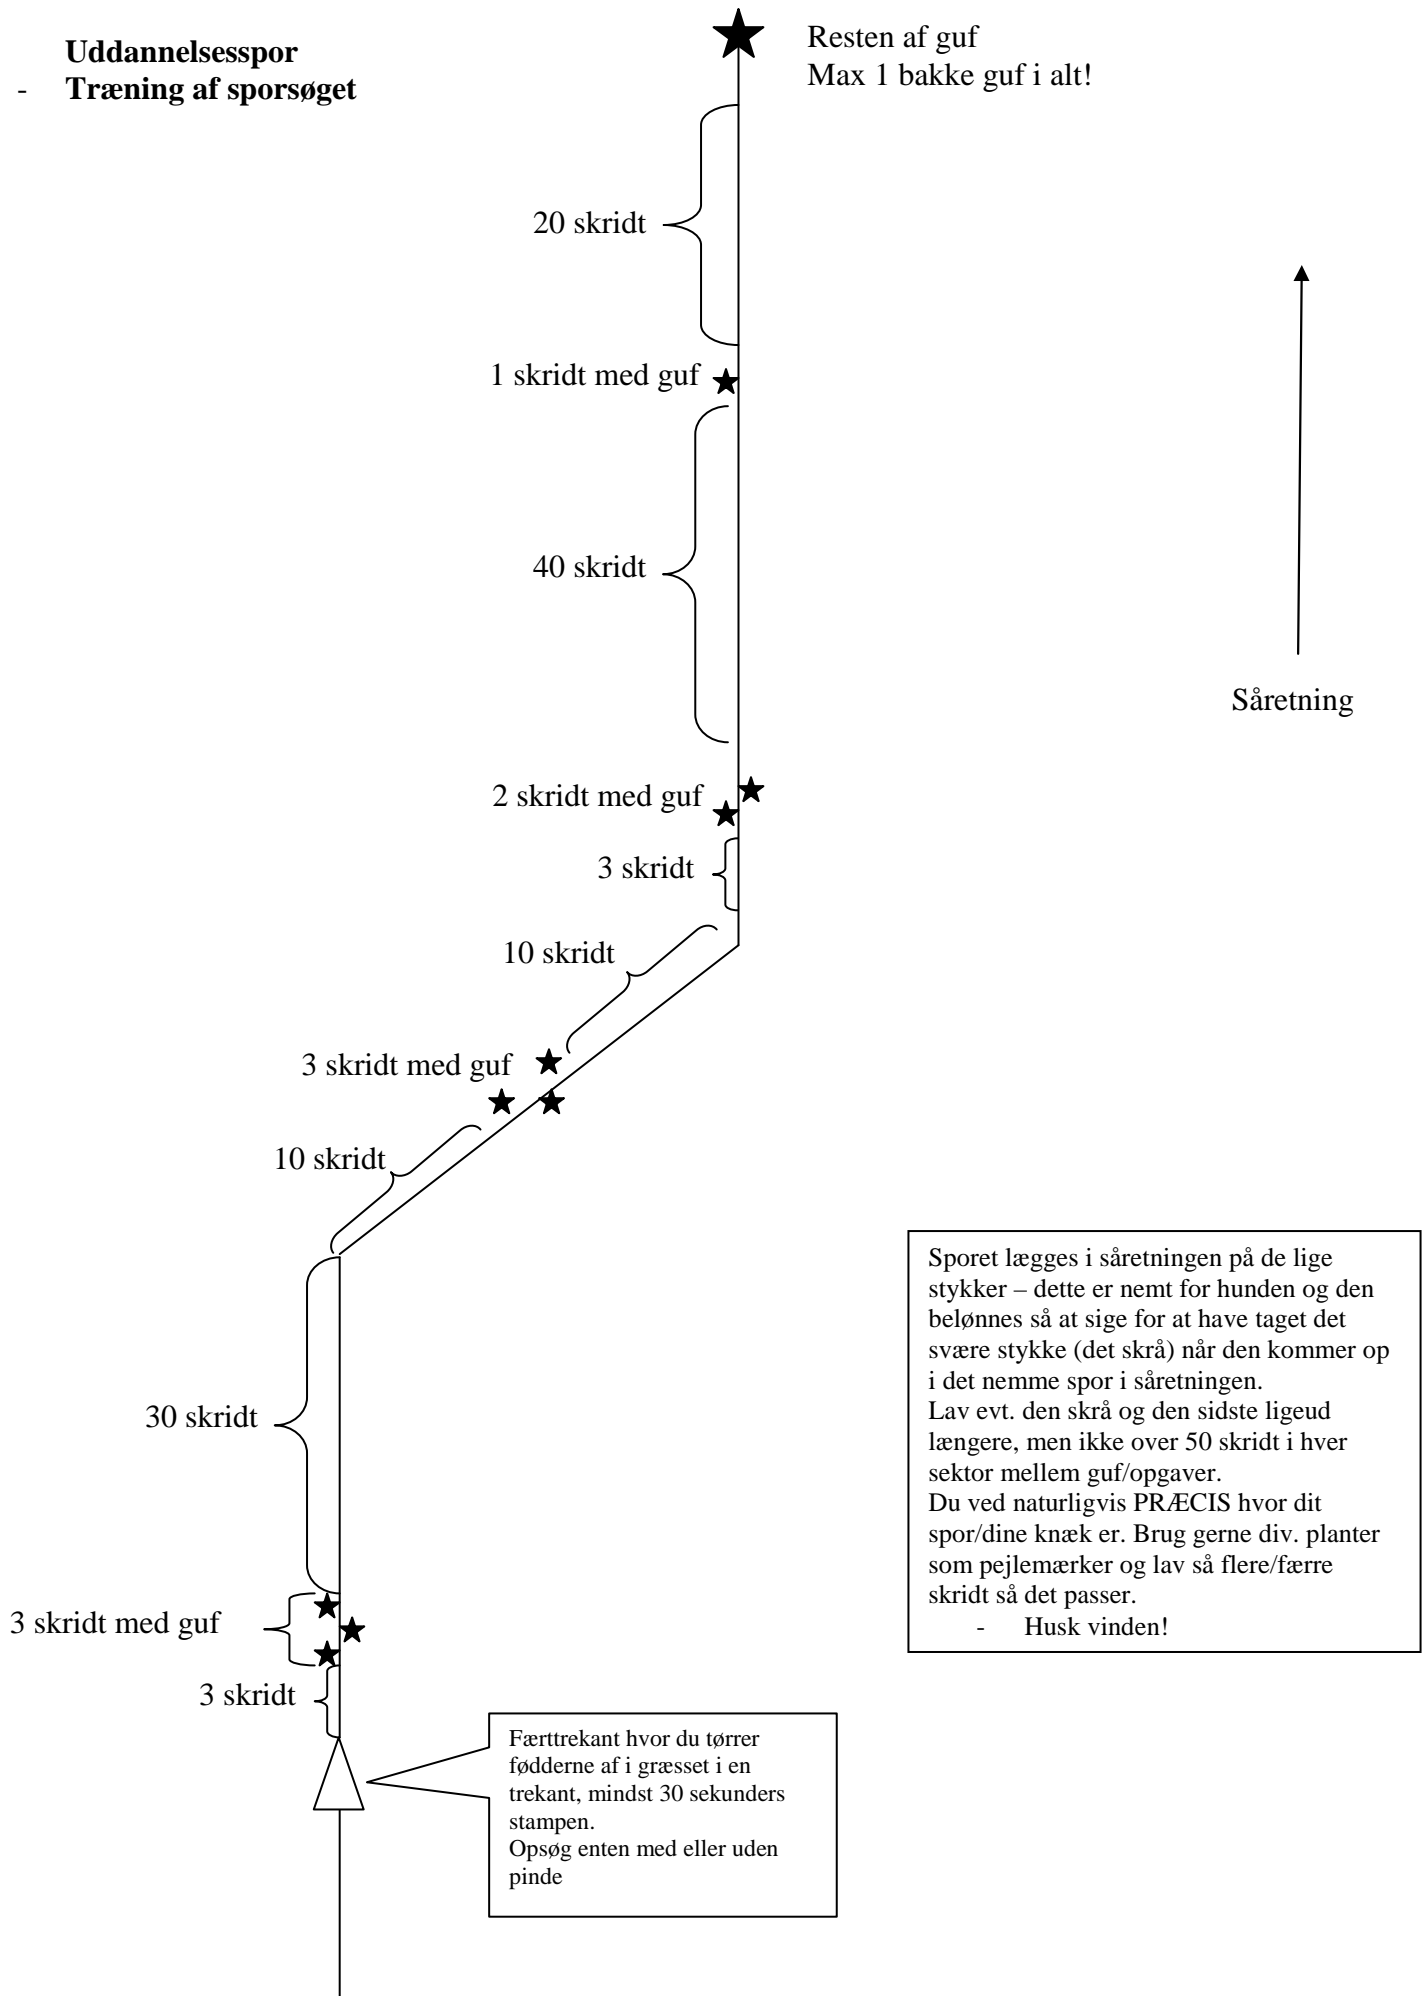 Uddannelsesspor
- Træning af sporsøget
Resten af guf
Max 1 bakke guf i alt!
20 skridt
1 skridt med guf
40 skridt
Såretning
2 skridt med guf
3 skridt
10 skridt
3 skridt med guf
10 skridt
Sporet lægges i såretningen på de lige
stykker – dette er nemt for hunden og den
belønnes så at sige for at have taget det
svære stykke (det skrå) når den kommer op
i det nemme spor i såretningen.
Lav evt. den skrå og den sidste ligeud
længere, men ikke over 50 skridt i hver
sektor mellem guf/opgaver.
Du ved naturligvis PRÆCIS hvor dit
spor/dine knæk er. Brug gerne div. planter
som pejlemærker og lav så flere/færre
skridt så det passer.
- Husk vinden!
30 skridt
3 skridt med guf
3 skridt
Færttrekant hvor du tørrer
fødderne af i græsset i en
trekant, mindst 30 sekunders
stampen.
Opsøg enten med eller uden
pinde